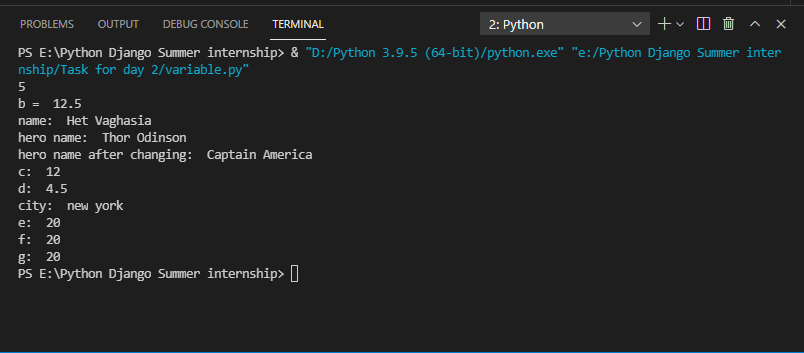 PROBLEMS OUTPUT DEBUG CONSOLE TERMINAL 2: Python
PS E:\Python Django Summer internship> & "D:/Python 3.9.5 (64-bit)/python.exe" "e:/Python Django Summer inter
nship/Task for day 2/variable.py"
5
b =  12.5
name:  Het Vaghasia
hero name:  Thor Odinson
hero name after changing:  Captain America
c:  12
d:  4.5
city:  new york
e:  20
f:  20
g:  20
PS E:\Python Django Summer internship>